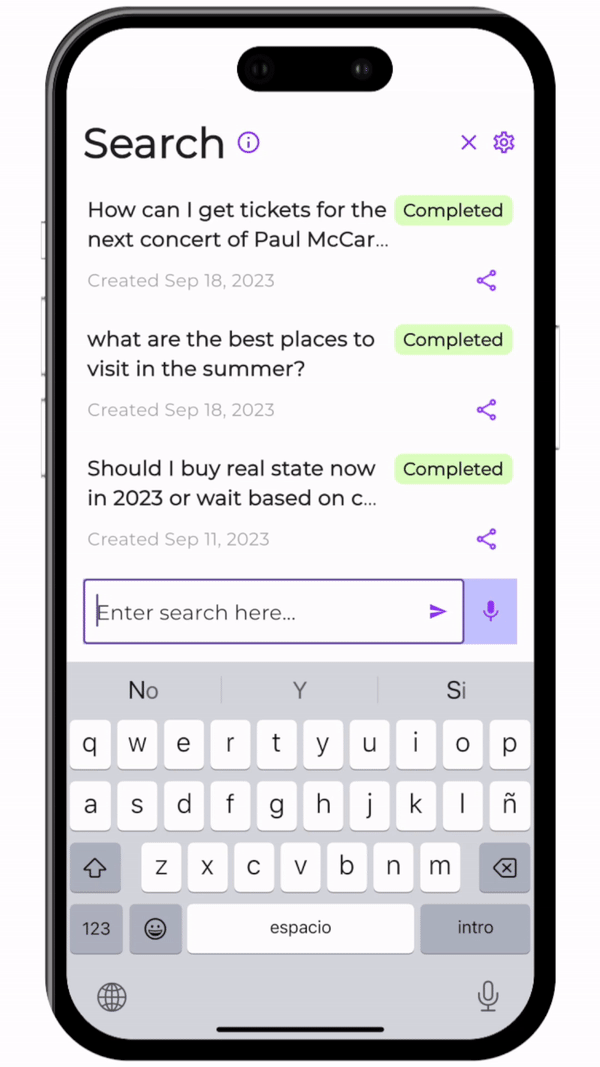 Search
How can I get tickets for the Completed
next concert of Paul McCar...
Created Sep 18, 2023
what are the best places to Completed
visit in the summer?
Created Sep 18, 2023
Should I buy real state now Completed
in 2023 or wait based on c...
Created Sep 11, 2023
Enter search here...
No Y Si
q w e r t y u i o p
a s d f g h j k l ñ
z x c v b n m
123 espacio intro